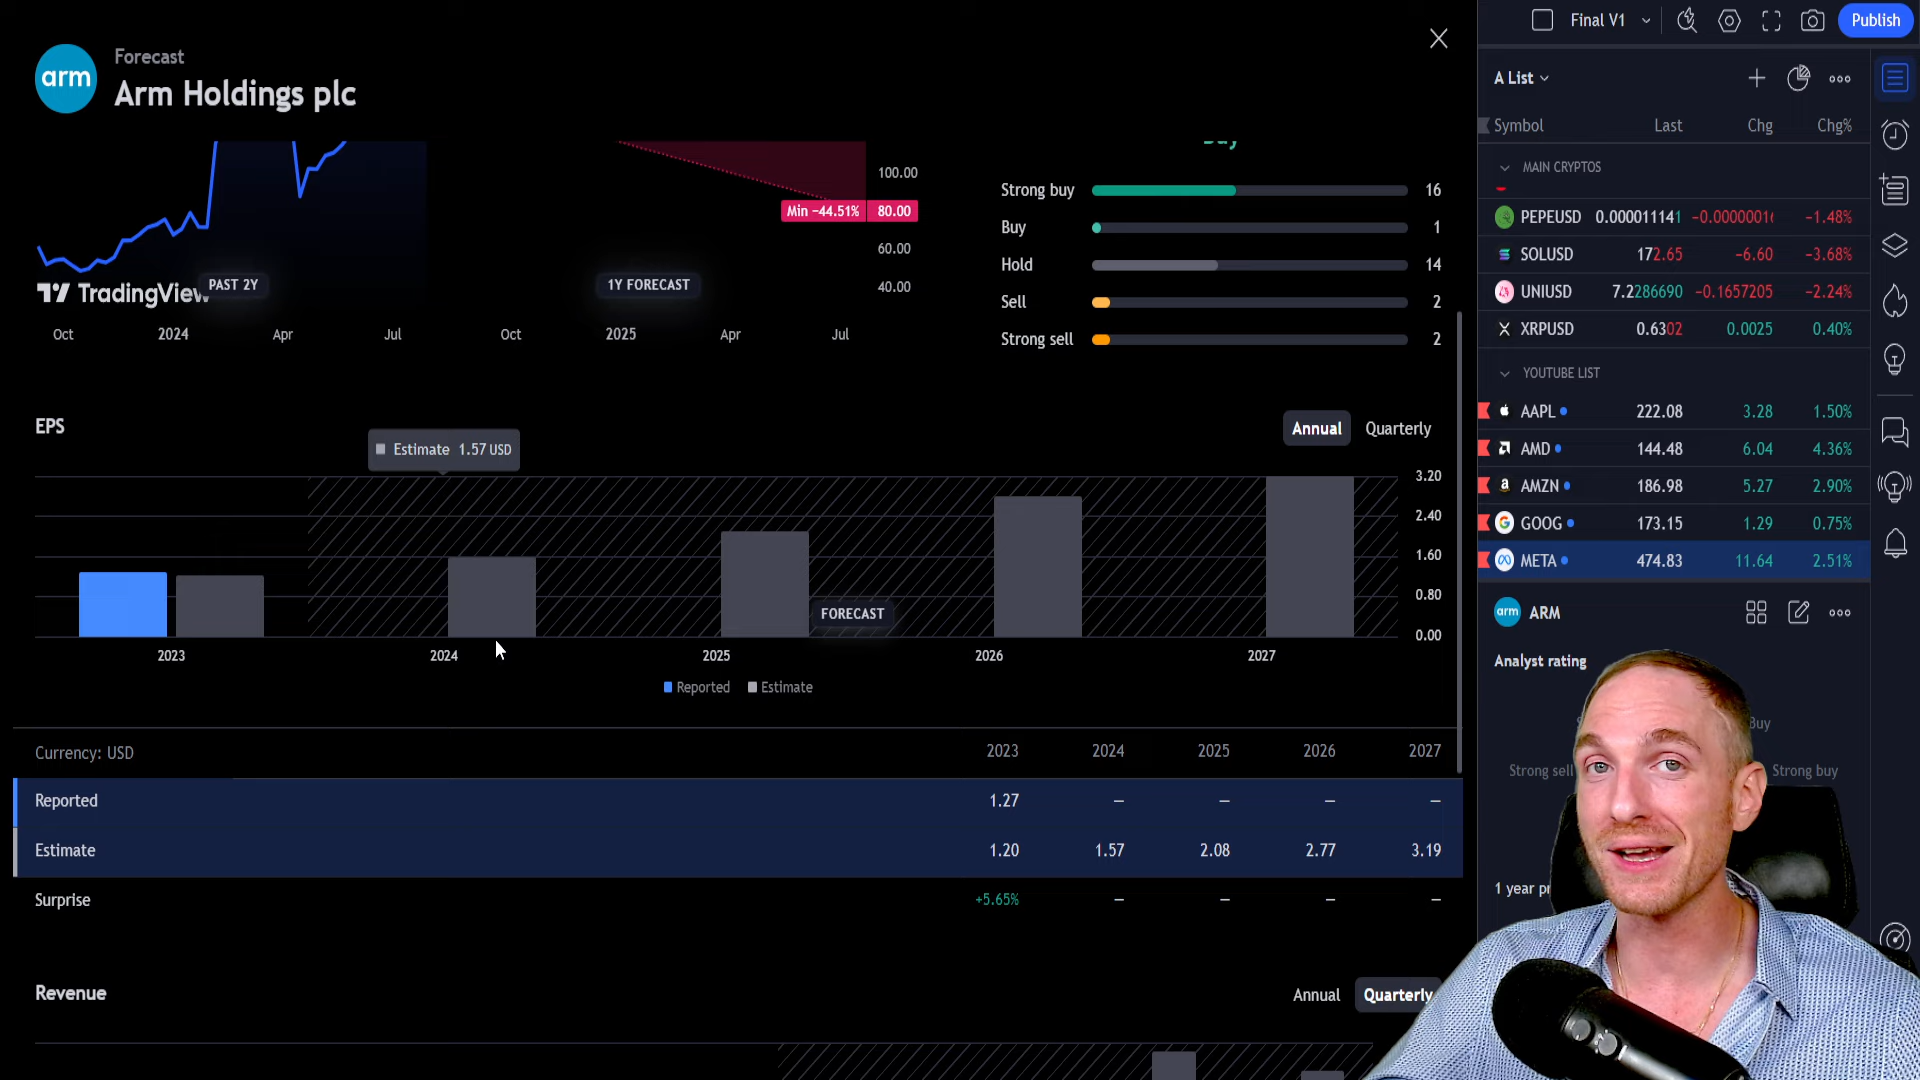 Forecast
arm
Arm Holdings plc
100.00
Min −44.51% 80.00
60.00
40.00
TradingView
PAST 2Y
1Y FORECAST
Oct 2024 Apr Jul Oct 2025 Apr Jul
Buy
Strong buy 16
Buy 1
Hold 14
Sell 2
Strong sell 2
EPS
Annual Quarterly
Estimate 1.57 USD
3.20
2.40
1.60
0.80
0.00
FORECAST
2023 2024 2025 2026 2027
Reported Estimate
Currency: USD 2023 2024 2025 2026 2027
Reported 1.27 — — — —
Estimate 1.20 1.57 2.08 2.77 3.19
Surprise +5.65% — — — —
Revenue
Annual Quarterly
Final V1
Publish
A List
Symbol Last Chg Chg%
MAIN CRYPTOS
PEPEUSD 0.000011141 −0.0000001 −1.48%
SOLUSD 172.65 −6.60 −3.68%
UNIUSD 7.2286690 −0.1657205 −2.24%
XRPUSD 0.6302 0.0025 0.40%
YOUTUBE LIST
AAPL 222.08 3.28 1.50%
AMD 144.48 6.04 4.36%
AMZN 186.98 5.27 2.90%
GOOG 173.15 1.29 0.75%
META 474.83 11.64 2.51%
arm ARM
Analyst rating
Buy
Strong sell Strong buy
1 year